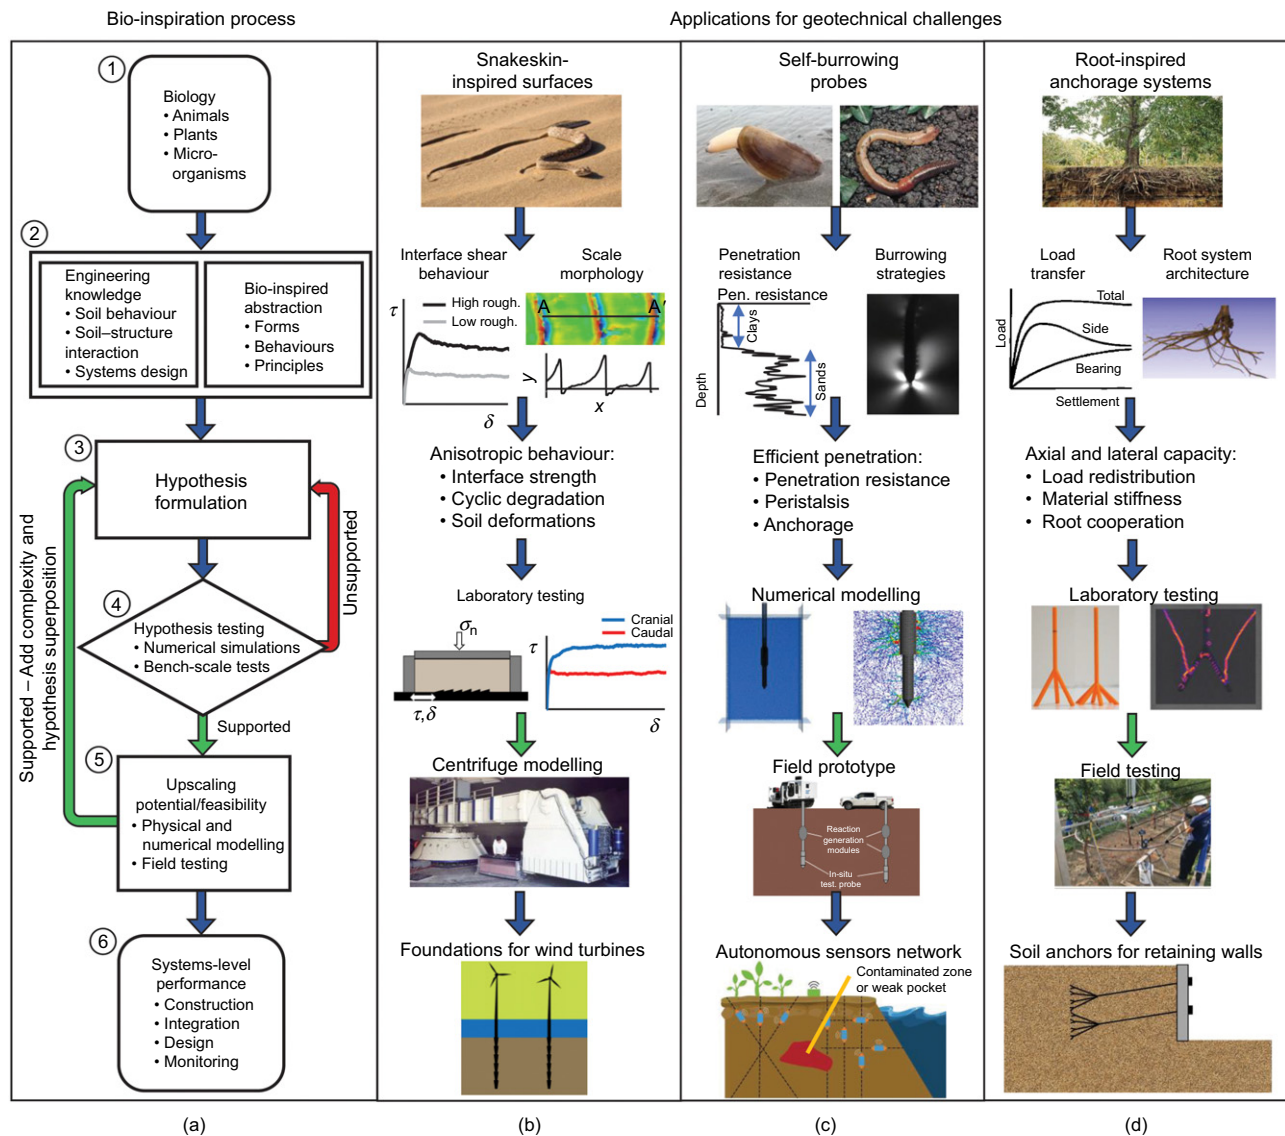 Bio-inspiration process
Applications for geotechnical challenges
1
Biology
• Animals
• Plants
• Micro-
organisms
2
Engineering
knowledge
• Soil behaviour
• Soil–structure
interaction
• Systems design
Bio-inspired
abstraction
• Forms
• Behaviours
• Principles
3
Hypothesis
formulation
Supported – Add complexity and
hypothesis superposition
Unsupported
4
Hypothesis testing
• Numerical simulations
• Bench-scale tests
Supported
5
Upscaling
potential/feasibility
• Physical and
numerical modelling
• Field testing
6
Systems-level
performance
• Construction
• Integration
• Design
• Monitoring
(a)
Snakeskin-
inspired surfaces
Interface shear
behaviour
Scale
morphology
τ
High rough.
Low rough.
δ
A
A′
y
x
Anisotropic behaviour:
• Interface strength
• Cyclic degradation
• Soil deformations
Laboratory testing
σn
τ,δ
τ
Cranial
Caudal
δ
Centrifuge modelling
Foundations for wind turbines
(b)
Self-burrowing
probes
Penetration
resistance
Burrowing
strategies
Pen. resistance
Clays
Sands
Depth
Efficient penetration:
• Penetration resistance
• Peristalsis
• Anchorage
Numerical modelling
Field prototype
Reaction
generation
modules
In-situ
test. probe
Autonomous sensors network
Contaminated zone
or weak pocket
(c)
Root-inspired
anchorage systems
Load
transfer
Root system
architecture
Load
Total
Side
Bearing
Settlement
Axial and lateral capacity:
• Load redistribution
• Material stiffness
• Root cooperation
Laboratory testing
Field testing
Soil anchors for retaining walls
(d)